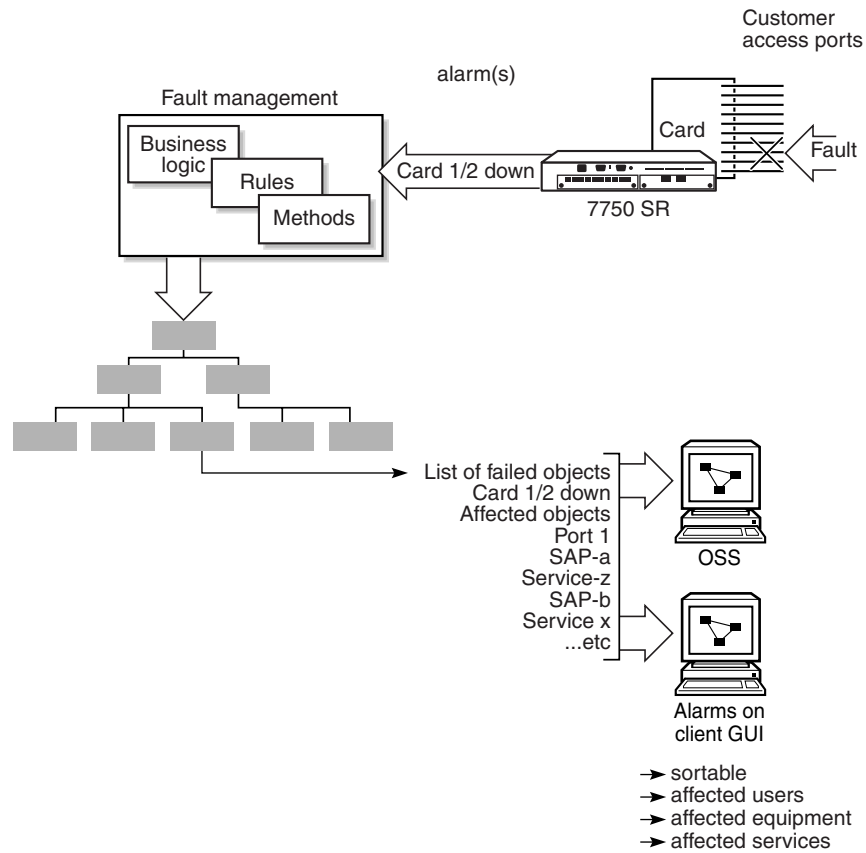 Customer
access ports
alarm(s)
Fault management
Card
Business
logic
Rules
Methods
Card 1/2 down
Fault
7750 SR
List of failed objects
Card 1/2 down
Affected objects
Port 1
SAP-a
Service-z
SAP-b
Service x
...etc
OSS
Alarms on
client GUI
sortable
affected users
affected equipment
affected services